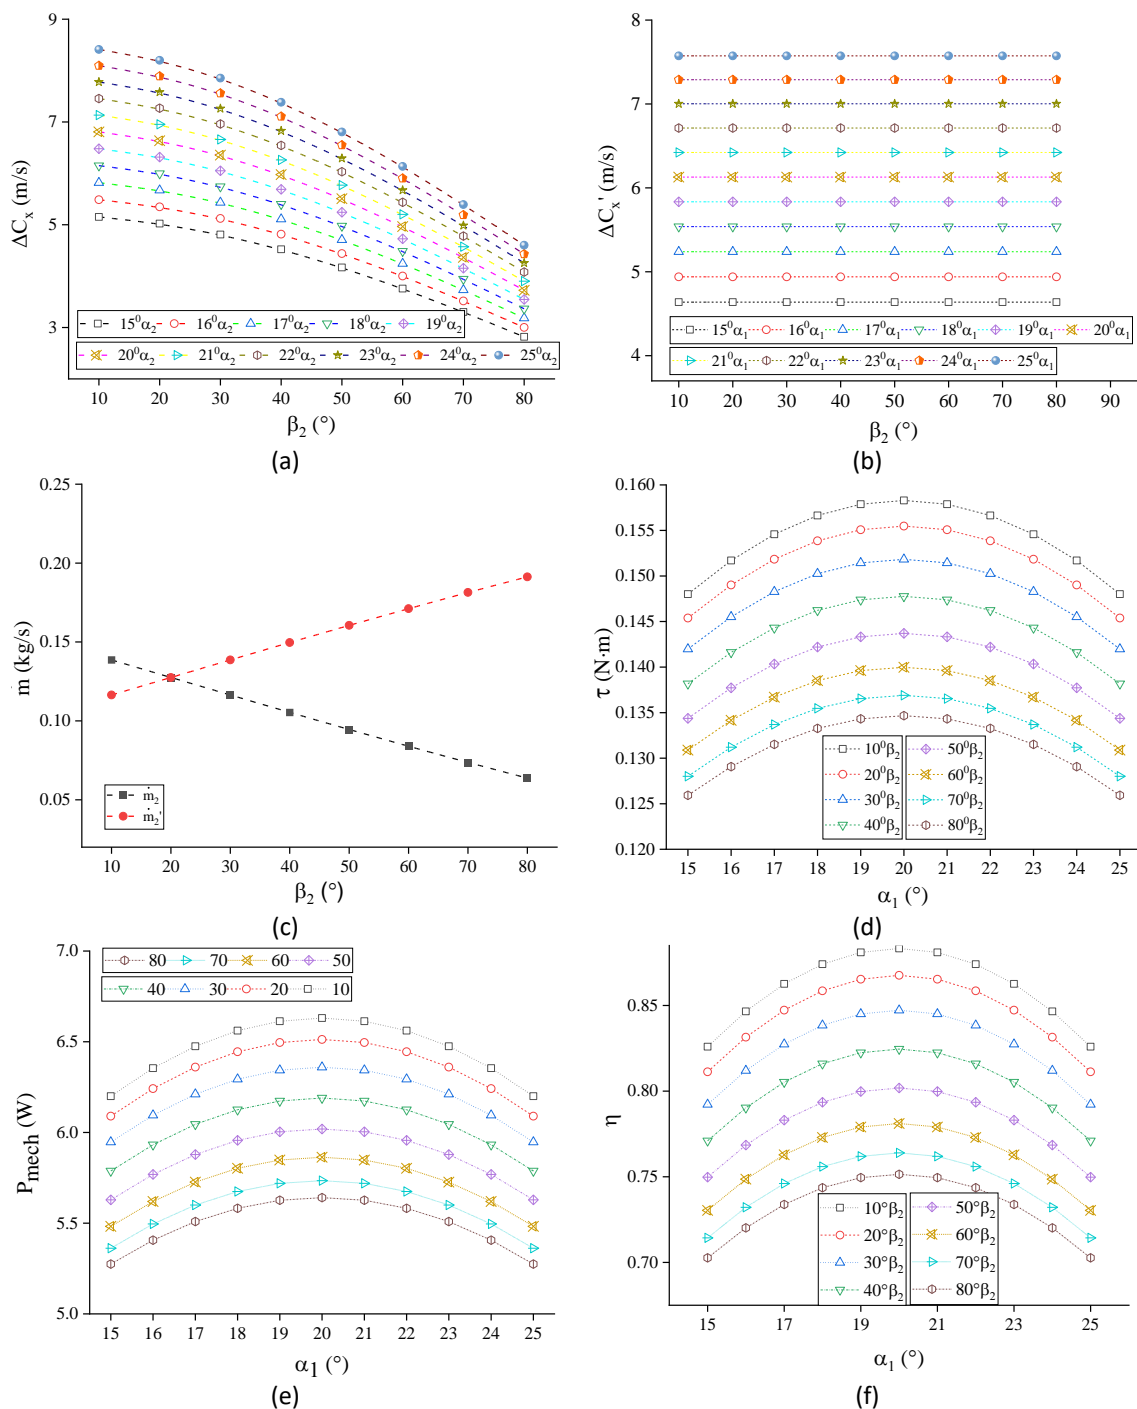 9
7
5
3
ΔCₓ (m/s)
15⁰α₂ 16⁰α₂ 17⁰α₂ 18⁰α₂ 19⁰α₂
20⁰α₂ 21⁰α₂ 22⁰α₂ 23⁰α₂ 24⁰α₂ 25⁰α₂
10 20 30 40 50 60 70 80
β₂ (°)
(a)
8
7
6
5
4
ΔCₓ' (m/s)
15⁰α₁ 16⁰α₁ 17⁰α₁ 18⁰α₁ 19⁰α₁ 20⁰α₁
21⁰α₁ 22⁰α₁ 23⁰α₁ 24⁰α₁ 25⁰α₁
10 20 30 40 50 60 70 80 90
β₂ (°)
(b)
0.25
0.20
0.15
0.10
0.05
ṁ (kg/s)
ṁ₂
ṁ₂'
10 20 30 40 50 60 70 80
β₂ (°)
(c)
0.160
0.155
0.150
0.145
0.140
0.135
0.130
0.125
0.120
τ (N·m)
10⁰β₂ 50⁰β₂
20⁰β₂ 60⁰β₂
30⁰β₂ 70⁰β₂
40⁰β₂ 80⁰β₂
15 16 17 18 19 20 21 22 23 24 25
α₁ (°)
(d)
7.0
6.5
6.0
5.5
5.0
P_mech (W)
80 70 60 50
40 30 20 10
15 16 17 18 19 20 21 22 23 24 25
α₁ (°)
(e)
0.85
0.80
0.75
0.70
η
10°β₂ 50°β₂
20°β₂ 60°β₂
30°β₂ 70°β₂
40°β₂ 80°β₂
15 17 19 21 23 25
α₁ (°)
(f)